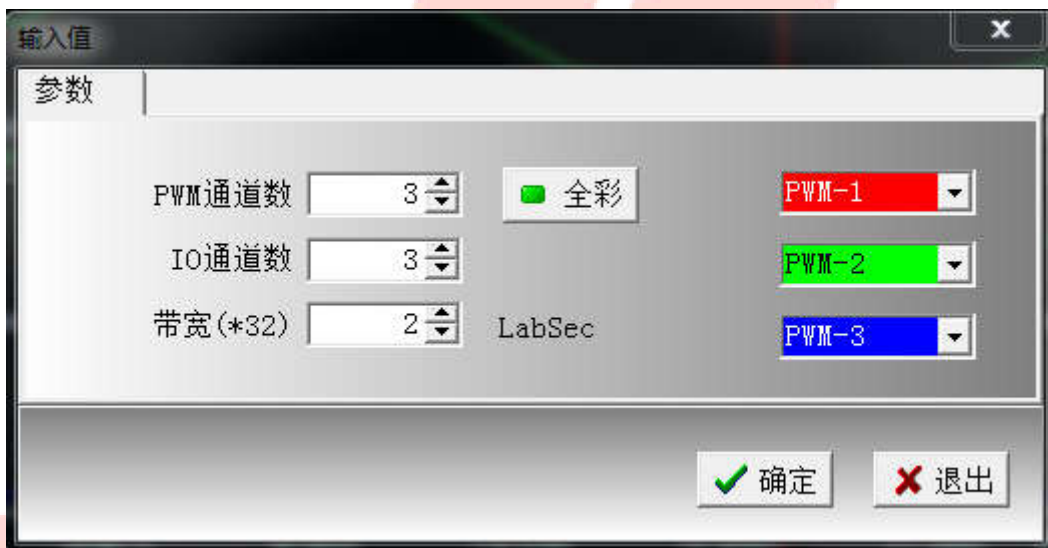 输入值
参数
PWM通道数 3 全彩 PWM-1
IO通道数 3 PWM-2
带宽(*32) 2 LabSec PWM-3
确定 退出